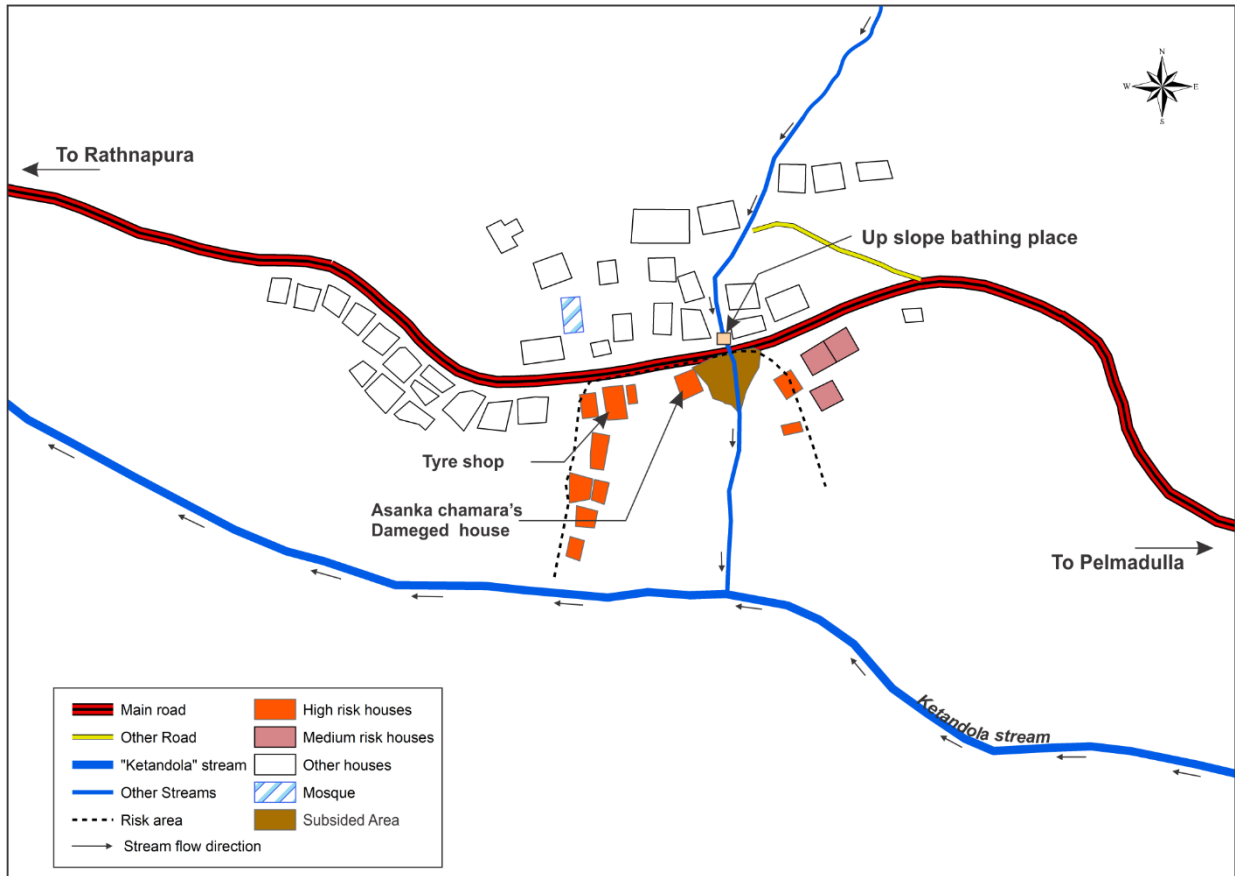 N
W
E
S
To Rathnapura
Up slope bathing place
Tyre shop
Asanka chamara's
Dameged house
To Pelmadulla
Ketandola stream
Main road
High risk houses
Other Road
Medium risk houses
"Ketandola" stream
Other houses
Other Streams
Mosque
Risk area
Subsided Area
Stream flow direction